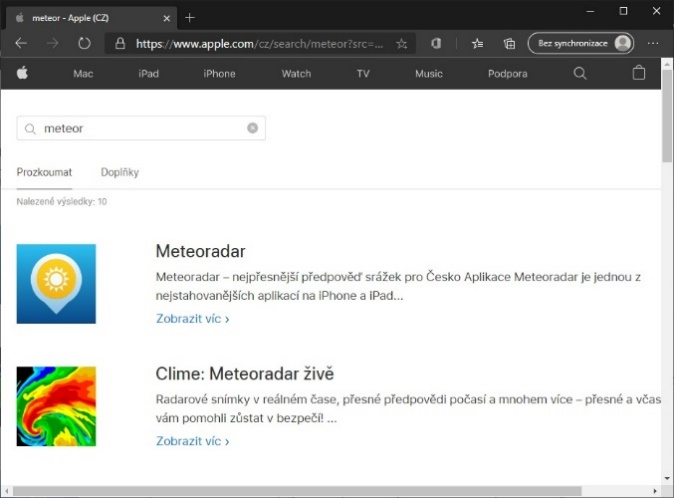 meteor - Apple (CZ)
https://www.apple.com/cz/search/meteor?src=...
Bez synchronizace
Mac iPad iPhone Watch TV Music Podpora
meteor
Prozkoumat Doplňky
Nalezené výsledky: 10
Meteoradar
Meteoradar – nejpřesnější předpověď srážek pro Česko Aplikace Meteoradar je jednou z
nejstahovanějších aplikací na iPhone a iPad...
Zobrazit víc ›
Clime: Meteoradar živě
Radarové snímky v reálném čase, přesné předpovědi počasí a mnohem více – přesné a včas
vám pomohli zůstat v bezpečí! ...
Zobrazit víc ›